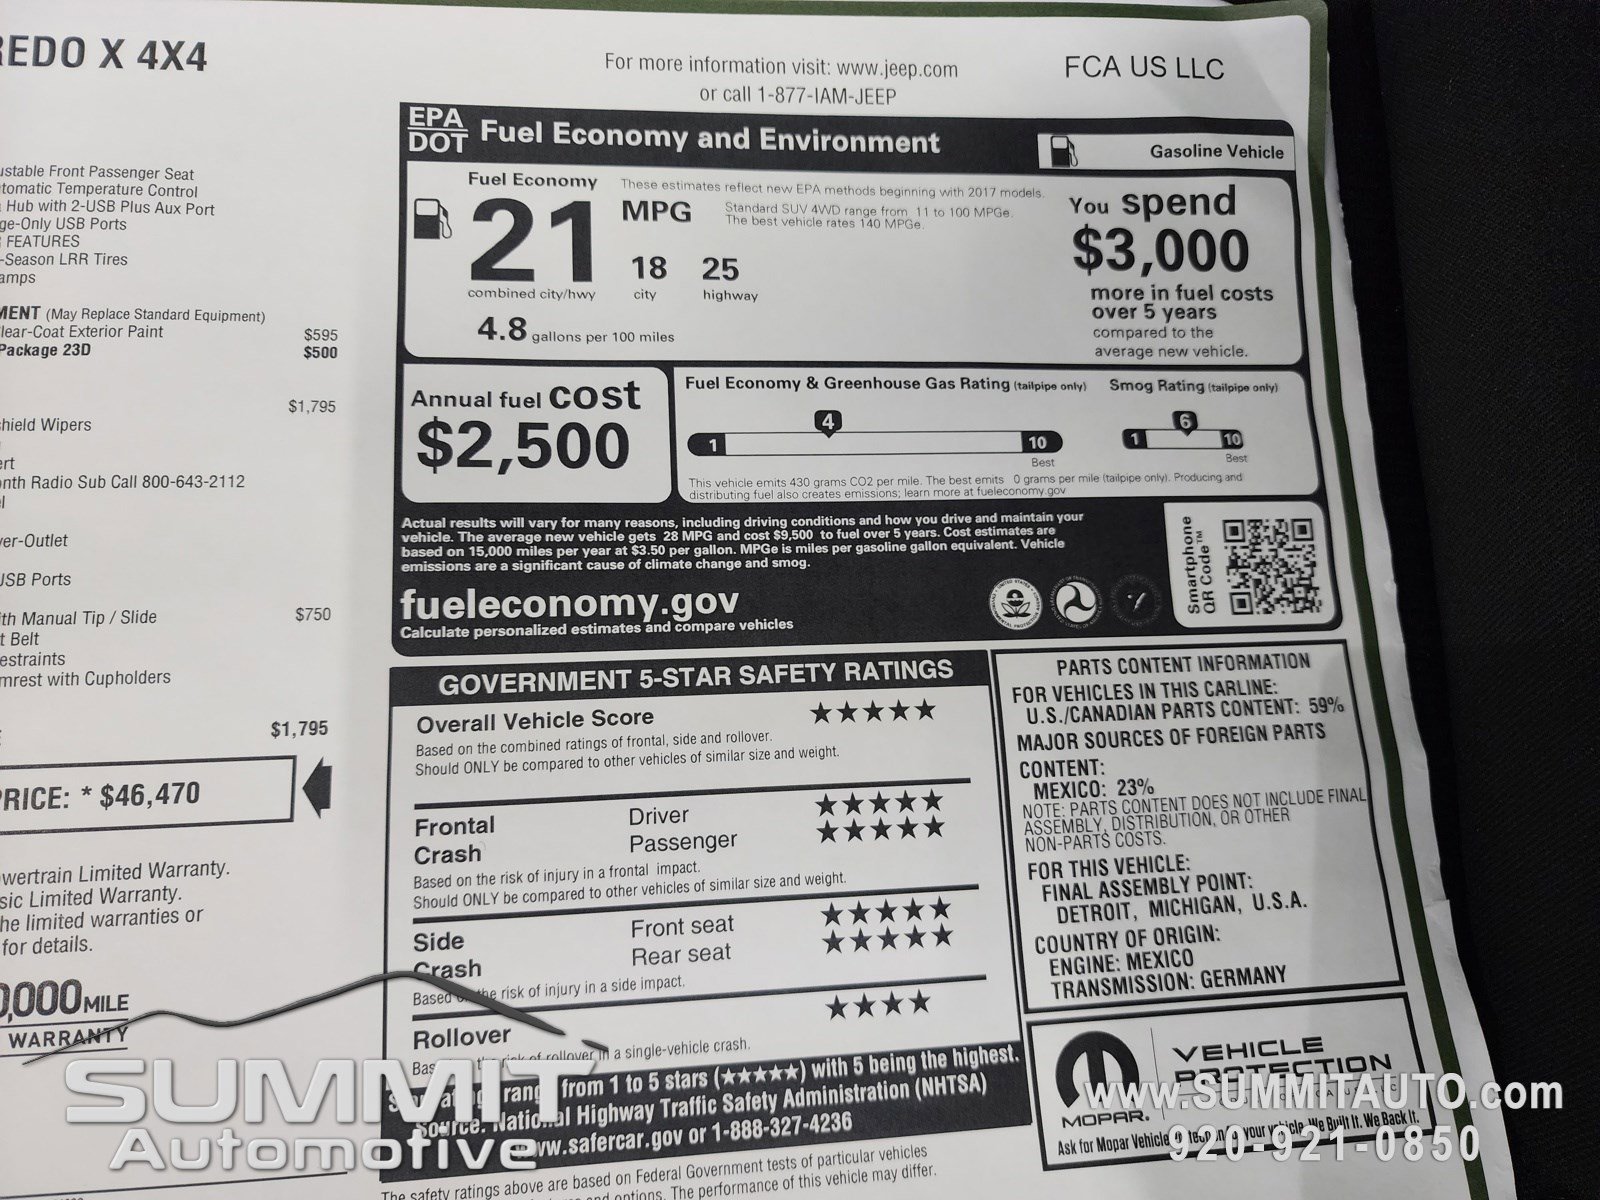 REDO X 4X4
For more information visit: www.jeep.com
or call 1-877-IAM-JEEP
FCA US LLC
ustable Front Passenger Seat
tomatic Temperature Control
Hub with 2-USB Plus Aux Port
ge-Only USB Ports
FEATURES
-Season LRR Tires
amps
MENT (May Replace Standard Equipment)
lear-Coat Exterior Paint $595
Package 23D $500
$1,795
hield Wipers
ert
nth Radio Sub Call 800-643-2112
el
ver-Outlet
USB Ports
ith Manual Tip / Slide $750
t Belt
estraints
mrest with Cupholders
$1,795
PRICE: * $46,470
wertrain Limited Warranty.
sic Limited Warranty.
he limited warranties or
for details.
0,000 MILE
WARRANTY
EPA
DOT
Fuel Economy and Environment
Gasoline Vehicle
Fuel Economy
These estimates reflect new EPA methods beginning with 2017 models.
21 MPG
Standard SUV 4WD range from 11 to 100 MPGe.
The best vehicle rates 140 MPGe.
18 25
combined city/hwy city highway
4.8 gallons per 100 miles
You spend
$3,000
more in fuel costs
over 5 years
compared to the
average new vehicle.
Annual fuel cost
$2,500
Fuel Economy & Greenhouse Gas Rating (tailpipe only)
4
1 10
Best
Smog Rating (tailpipe only)
6
1 10
Best
This vehicle emits 430 grams CO2 per mile. The best emits 0 grams per mile (tailpipe only). Producing and
distributing fuel also creates emissions; learn more at fueleconomy.gov
Actual results will vary for many reasons, including driving conditions and how you drive and maintain your
vehicle. The average new vehicle gets 28 MPG and cost $9,500 to fuel over 5 years. Cost estimates are
based on 15,000 miles per year at $3.50 per gallon. MPGe is miles per gasoline gallon equivalent. Vehicle
emissions are a significant cause of climate change and smog.
fueleconomy.gov
Calculate personalized estimates and compare vehicles
Smartphone
QR Code™
GOVERNMENT 5-STAR SAFETY RATINGS
Overall Vehicle Score ★★★★★
Based on the combined ratings of frontal, side and rollover.
Should ONLY be compared to other vehicles of similar size and weight.
Frontal Driver ★★★★★
Crash Passenger ★★★★★
Based on the risk of injury in a frontal impact.
Should ONLY be compared to other vehicles of similar size and weight.
Side Front seat ★★★★★
Crash Rear seat ★★★★★
Based on the risk of injury in a side impact.
Rollover ★★★★
risk of rollover in a single-vehicle crash.
range from 1 to 5 stars (★★★★★) with 5 being the highest.
Source: National Highway Traffic Safety Administration (NHTSA)
www.safercar.gov or 1-888-327-4236
The safety ratings above are based on Federal Government tests of particular vehicles
and options. The performance of this vehicle may differ.
PARTS CONTENT INFORMATION
FOR VEHICLES IN THIS CARLINE:
U.S./CANADIAN PARTS CONTENT: 59%
MAJOR SOURCES OF FOREIGN PARTS
CONTENT:
MEXICO: 23%
NOTE: PARTS CONTENT DOES NOT INCLUDE FINAL
ASSEMBLY, DISTRIBUTION, OR OTHER
NON-PARTS COSTS.
FOR THIS VEHICLE:
FINAL ASSEMBLY POINT:
DETROIT, MICHIGAN, U.S.A.
COUNTRY OF ORIGIN:
ENGINE: MEXICO
TRANSMISSION: GERMANY
MOPAR.
VEHICLE
PROTECTION
Ask for Mopar Vehicle Protection for your vehicle. We Built It. We Back It.
SUMMIT
Automotive
www.SUMMITAUTO.com
920-921-0850